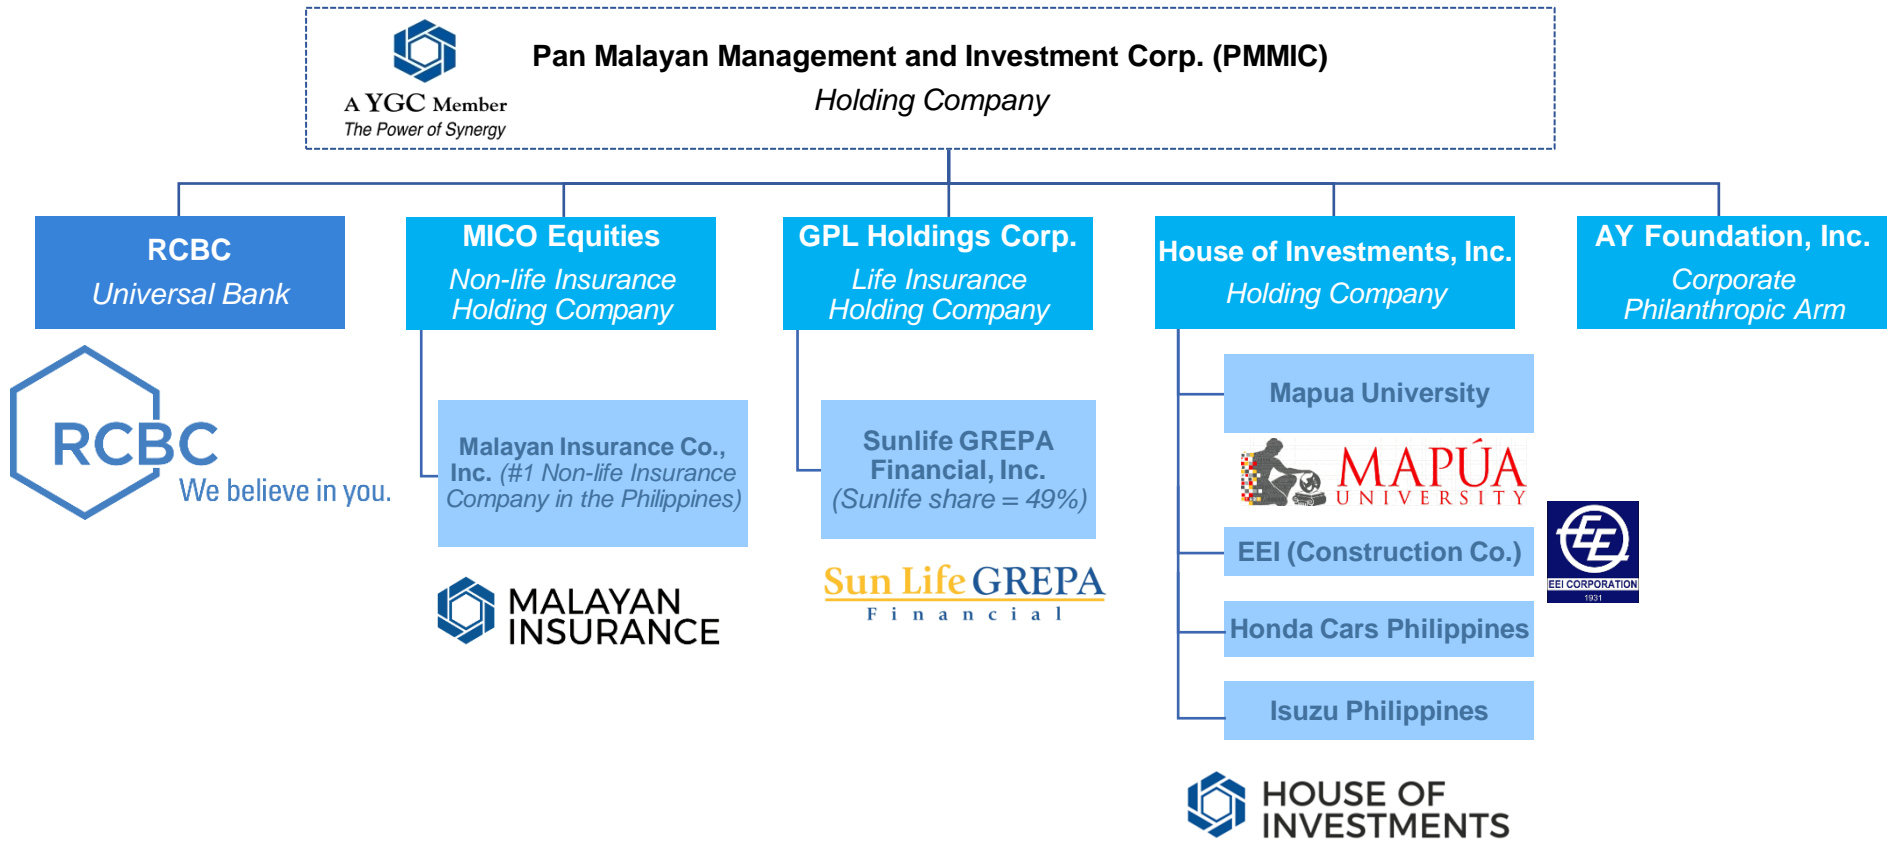 Pan Malayan Management and Investment Corp. (PMMIC)
Holding Company
A YGC Member
The Power of Synergy
RCBC
Universal Bank
MICO Equities
Non-life Insurance
Holding Company
GPL Holdings Corp.
Life Insurance
Holding Company
House of Investments, Inc.
Holding Company
AY Foundation, Inc.
Corporate
Philanthropic Arm
RCBC
We believe in you.
Malayan Insurance Co.,
Inc. (#1 Non-life Insurance
Company in the Philippines)
MALAYAN
INSURANCE
Sunlife GREPA
Financial, Inc.
(Sunlife share = 49%)
Sun Life GREPA
Financial
Mapua University
MAPÚA
UNIVERSITY
EEI (Construction Co.)
EE
EEI CORPORATION
1931
Honda Cars Philippines
Isuzu Philippines
HOUSE OF
INVESTMENTS